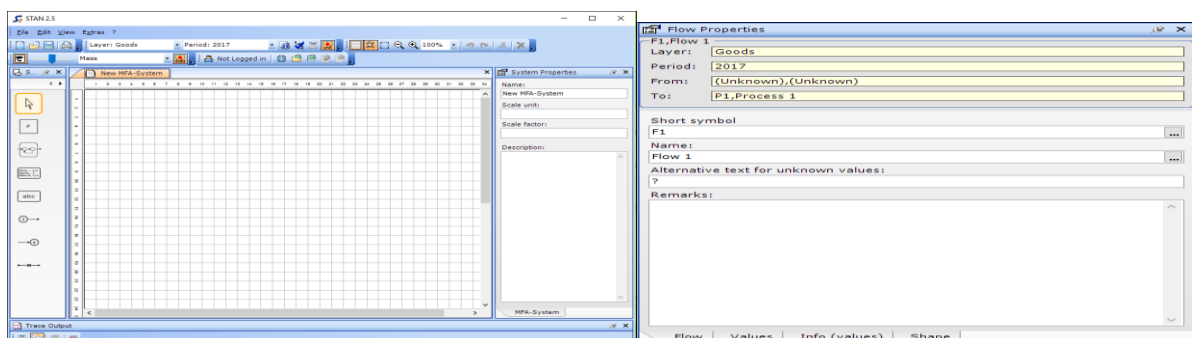 STAN 2.5
File Edit View Extras ?
Layer: Goods
Period: 2017
100%
Mass
Not Logged in
S..
New MFA-System
System Properties
Name:
New MFA-System
Scale unit:
Scale factor:
Description:
P
abc
I
E
MFA-System
Trace Output
Flow Properties
F1,Flow 1
Layer: Goods
Period: 2017
From: (Unknown),(Unknown)
To: P1,Process 1
Short symbol
F1
...
Name:
Flow 1
...
Alternative text for unknown values:
?
Remarks:
Flow Values Info (values) Shape